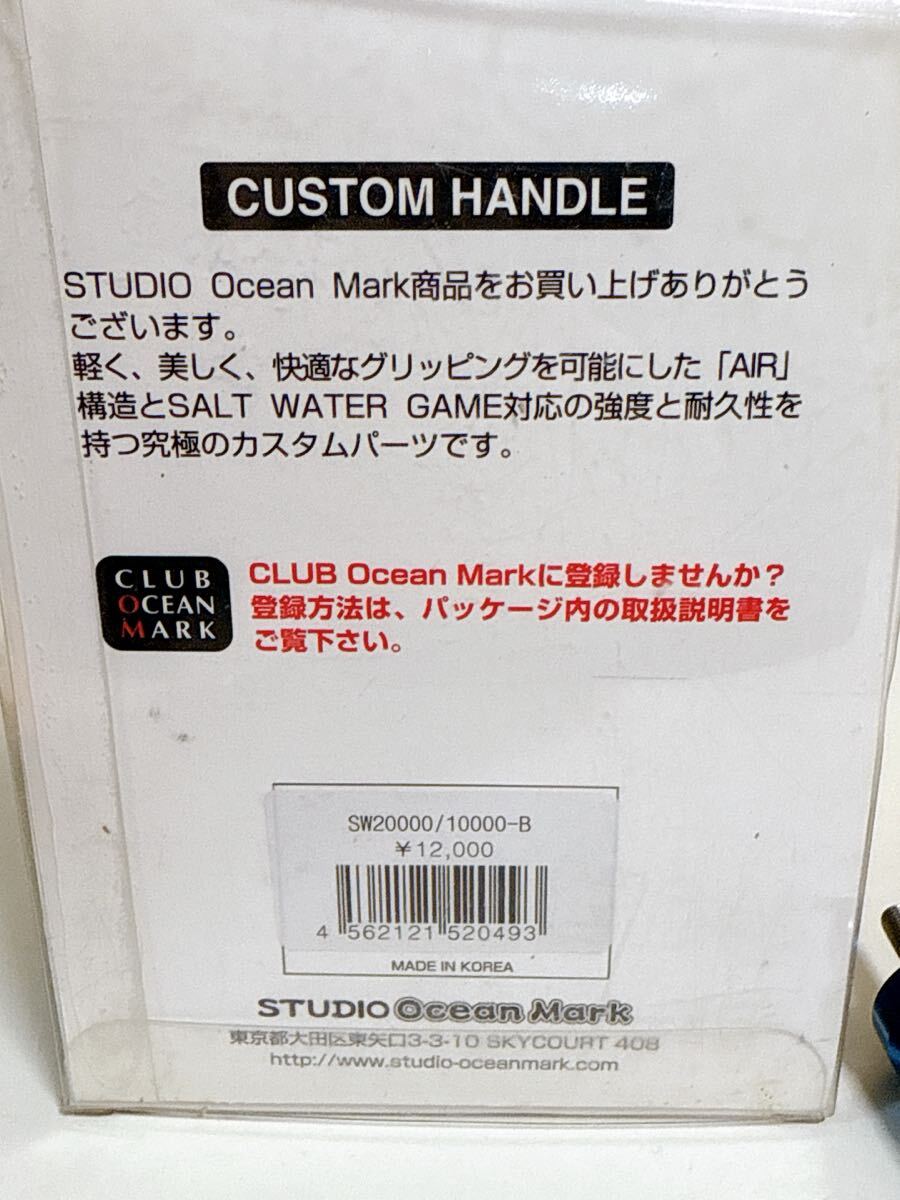 CUSTOM HANDLE
STUDIO Ocean Mark商品をお買い上げありがとう
ございます。
軽く、美しく、快適なグリッピングを可能にした「AIR」
構造とSALT WATER GAME対応の強度と耐久性を
持つ究極のカスタムパーツです。
CLUB
OCEAN
MARK
CLUB Ocean Markに登録しませんか?
登録方法は、パッケージ内の取扱説明書を
ご覧下さい。
SW20000/10000-B
¥12,000
4 562121 520493
MADE IN KOREA
STUDIO Ocean Mark
東京都大田区東矢口3-3-10 SKYCOURT 408
http://www.studio-oceanmark.com